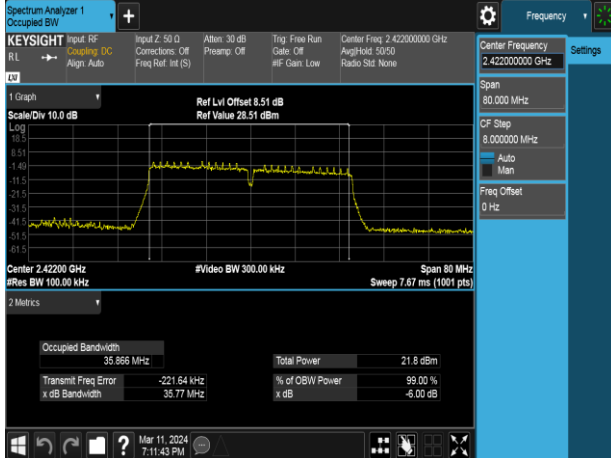 Spectrum Analyzer 1
Occupied BW
Frequency
KEYSIGHT
RL
LXI
Input: RF
Coupling: DC
Align: Auto
Input Z: 50 Ω
Corrections: Off
Freq Ref: Int (S)
Atten: 30 dB
Preamp: Off
Trig: Free Run
Gate: Off
#IF Gain: Low
Center Freq: 2.422000000 GHz
Avg|Hold: 50/50
Radio Std: None
Center Frequency
2.422000000 GHz
Settings
Span
80.000 MHz
CF Step
8.000000 MHz
Auto
Man
Freq Offset
0 Hz
1 Graph
Scale/Div 10.0 dB
Ref Lvl Offset 8.51 dB
Ref Value 28.51 dBm
Log
18.5
8.51
-1.49
-11.5
-21.5
-31.5
-41.5
-51.5
-61.5
Center 2.42200 GHz
#Video BW 300.00 kHz
Span 80 MHz
#Res BW 100.00 kHz
Sweep 7.67 ms (1001 pts)
2 Metrics
Occupied Bandwidth
35.866 MHz
Total Power 21.8 dBm
Transmit Freq Error -221.64 kHz
% of OBW Power 99.00 %
x dB Bandwidth 35.77 MHz
x dB -6.00 dB
?
Mar 11, 2024
7:11:43 PM